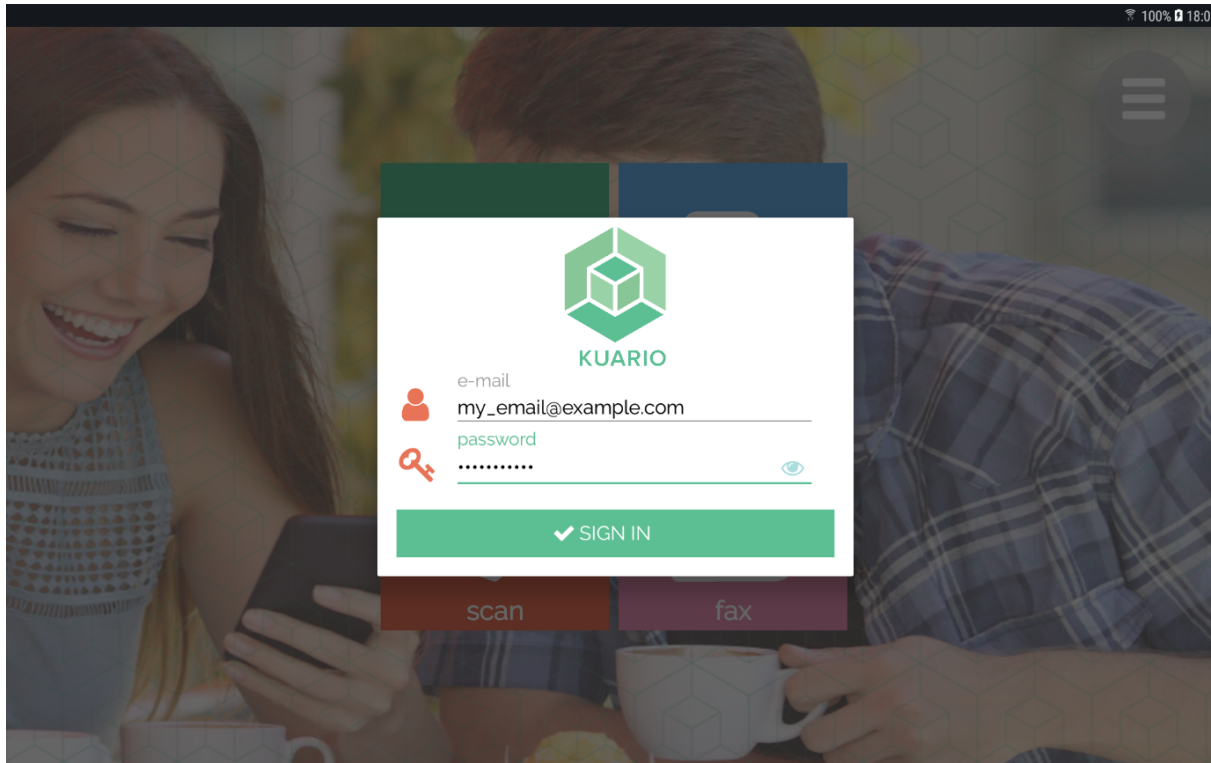 100% 18:0
KUARIO
e-mail
my_email@example.com
password
•••••••••••
SIGN IN
scan
fax